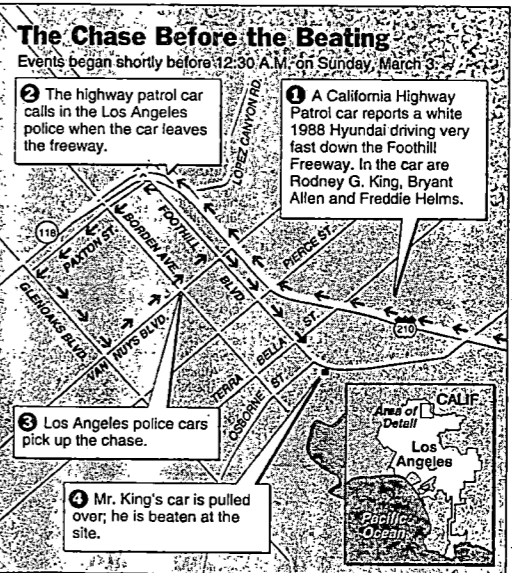 The Chase Before the Beating
Events began shortly before 12:30 A.M. on Sunday, March 3.
❶ A California Highway
Patrol car reports a white
1988 Hyundai driving very
fast down the Foothill
Freeway. In the car are
Rodney G. King, Bryant
Allen and Freddie Helms.
❷ The highway patrol car
calls in the Los Angeles
police when the car leaves
the freeway.
LOPEZ CANYON RD.
118
PAXTON ST.
BORDEN AVE.
FOOTHILL
BLVD.
PIERCE ST.
GLENOAKS BLVD.
VAN NUYS BLVD.
210
TERRA BELLA ST.
OSBORNE ST.
❸ Los Angeles police cars
pick up the chase.
❹ Mr. King's car is pulled
over; he is beaten at the
site.
CALIF
Area of
Detail
Los
Angeles
Pacific
Ocean